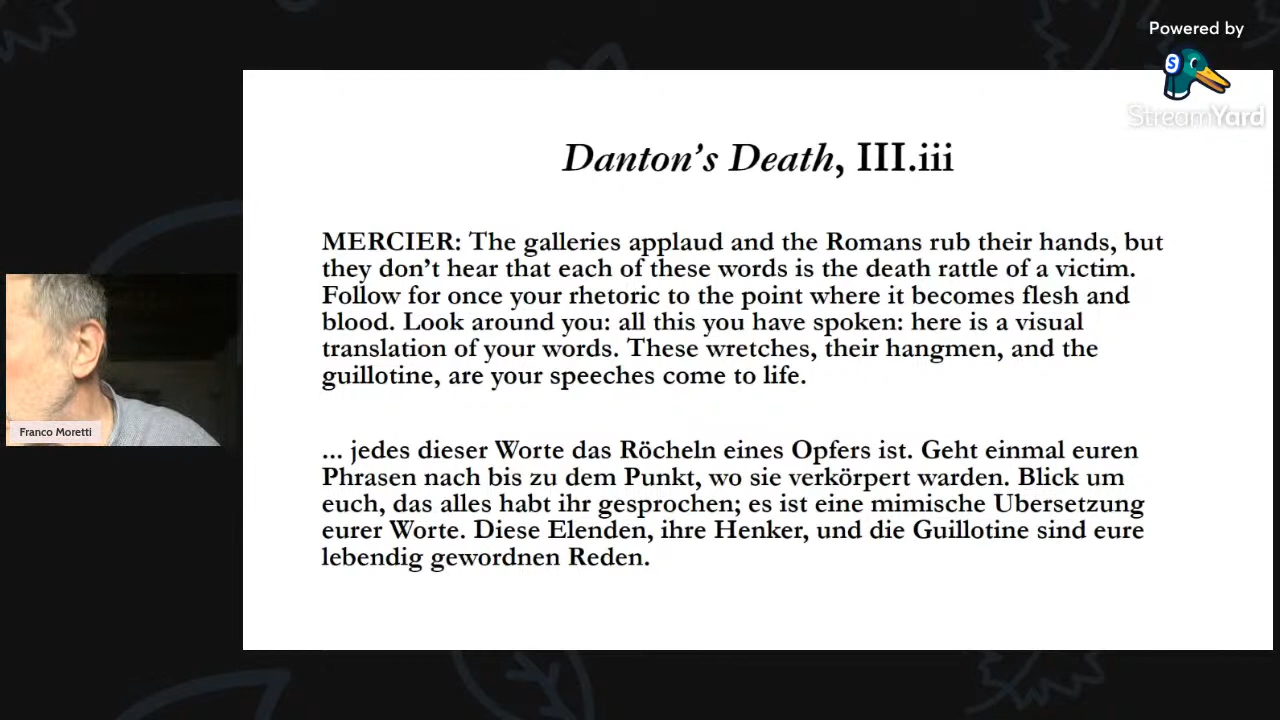 Powered by
StreamYard
Danton's Death, III.iii
MERCIER: The galleries applaud and the Romans rub their hands, but
they don't hear that each of these words is the death rattle of a victim.
Follow for once your rhetoric to the point where it becomes flesh and
blood. Look around you: all this you have spoken: here is a visual
translation of your words. These wretches, their hangmen, and the
guillotine, are your speeches come to life.
... jedes dieser Worte das Röcheln eines Opfers ist. Geht einmal euren
Phrasen nach bis zu dem Punkt, wo sie verkörpert warden. Blick um
euch, das alles habt ihr gesprochen; es ist eine mimische Ubersetzung
eurer Worte. Diese Elenden, ihre Henker, und die Guillotine sind eure
lebendig gewordnen Reden.
Franco Moretti